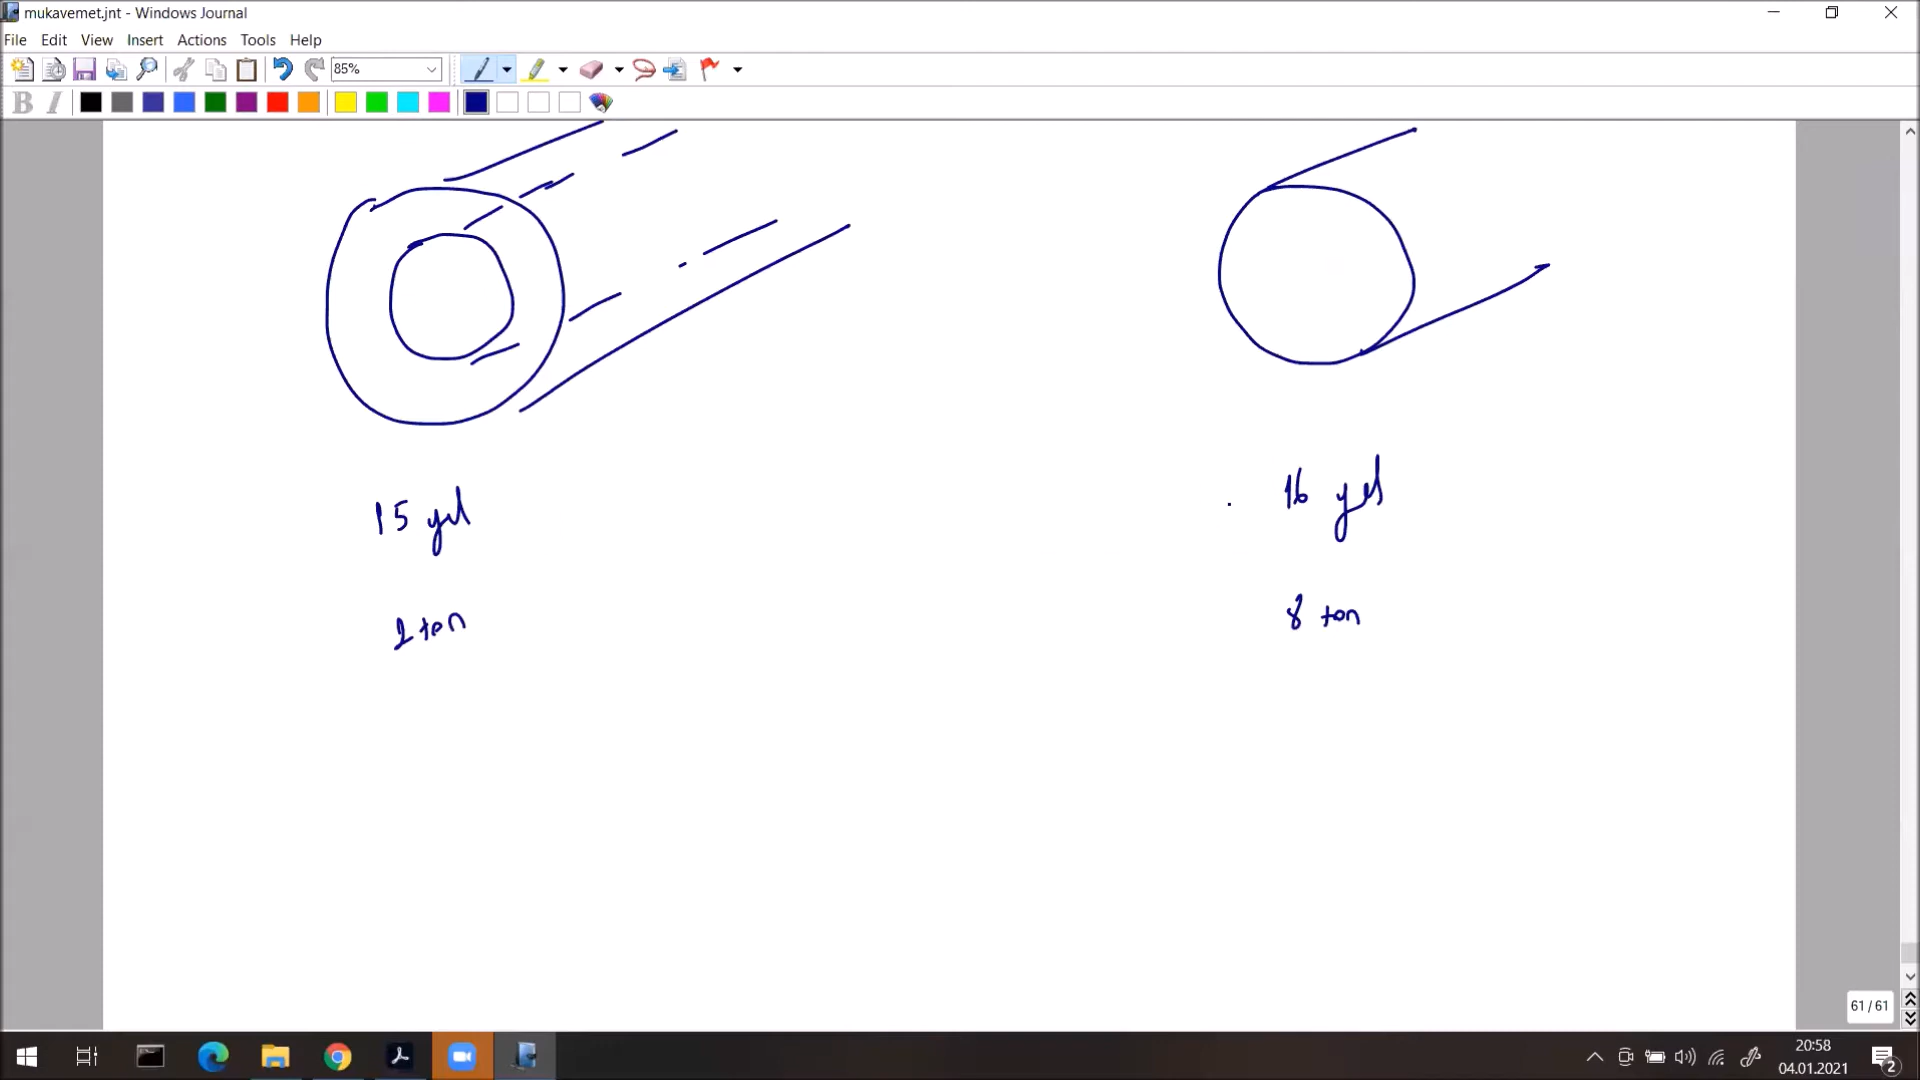 mukavemet.jnt - Windows Journal
File Edit View Insert Actions Tools Help
85%
B I
15 yıl
16 yıl
2 ton
8 ton
61 / 61
20:58
04.01.2021
2